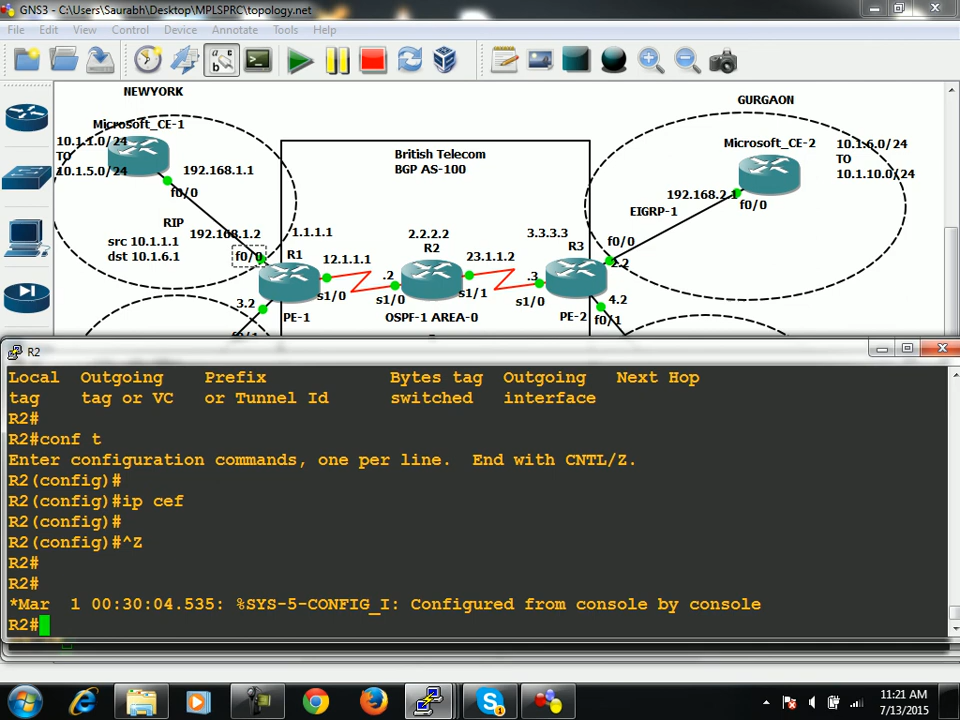 GNS3 - C:\Users\Saurabh\Desktop\MPLSPRC\topology.net
File Edit View Control Device Annotate Tools Help
NEWYORK
GURGAON
Microsoft_CE-1
10.1.1.0/24
TO
10.1.5.0/24
192.168.1.1
f0/0
RIP
src 10.1.1.1
dst 10.1.6.1
192.168.1.2
f0/0
British Telecom
BGP AS-100
Microsoft_CE-2
10.1.6.0/24
TO
10.1.10.0/24
192.168.2.1
f0/0
EIGRP-1
1.1.1.1
R1
12.1.1.1
s1/0
3.2
PE-1
2.2.2.2
R2
.2
s1/0
s1/1
23.1.1.2
OSPF-1 AREA-0
3.3.3.3
R3
.3
s1/0
PE-2
f0/0
2.2
4.2
f0/1
R2
Local Outgoing Prefix Bytes tag Outgoing Next Hop
tag tag or VC or Tunnel Id switched interface
R2#
R2#conf t
Enter configuration commands, one per line. End with CNTL/Z.
R2(config)#
R2(config)#ip cef
R2(config)#
R2(config)#^Z
R2#
R2#
*Mar 1 00:30:04.535: %SYS-5-CONFIG_I: Configured from console by console
R2#
11:21 AM
7/13/2015